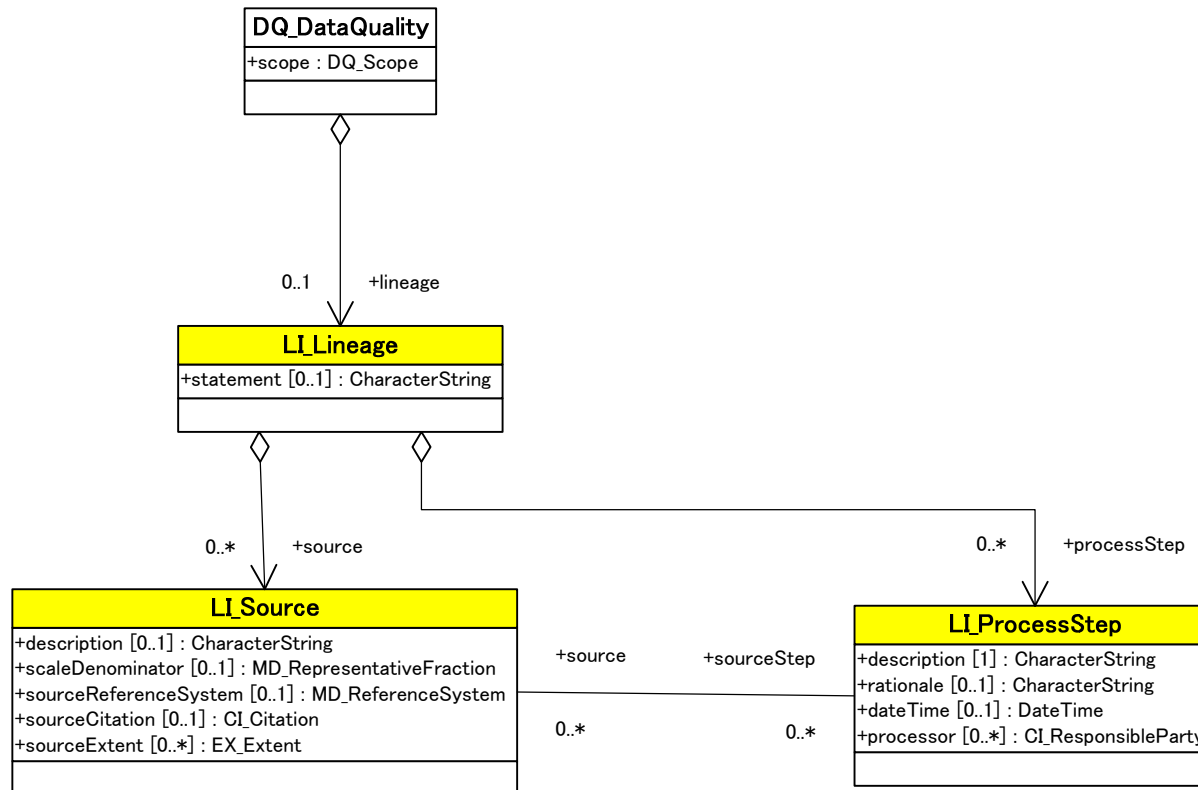 DQ_DataQuality
+scope : DQ_Scope
0..1 +lineage
LI_Lineage
+statement [0..1] : CharacterString
0..* +source
0..* +processStep
LI_Source
+description [0..1] : CharacterString
+scaleDenominator [0..1] : MD_RepresentativeFraction
+sourceReferenceSystem [0..1] : MD_ReferenceSystem
+sourceCitation [0..1] : CI_Citation
+sourceExtent [0..*] : EX_Extent
+source +sourceStep
0..* 0..*
LI_ProcessStep
+description [1] : CharacterString
+rationale [0..1] : CharacterString
+dateTime [0..1] : DateTime
+processor [0..*] : CI_ResponsibleParty